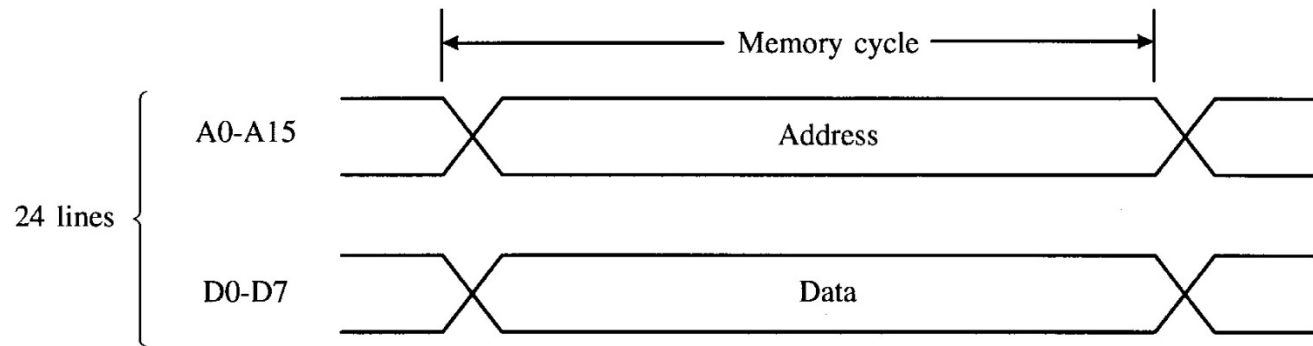 Memory cycle
A0-A15
Address
24 lines
D0-D7
Data